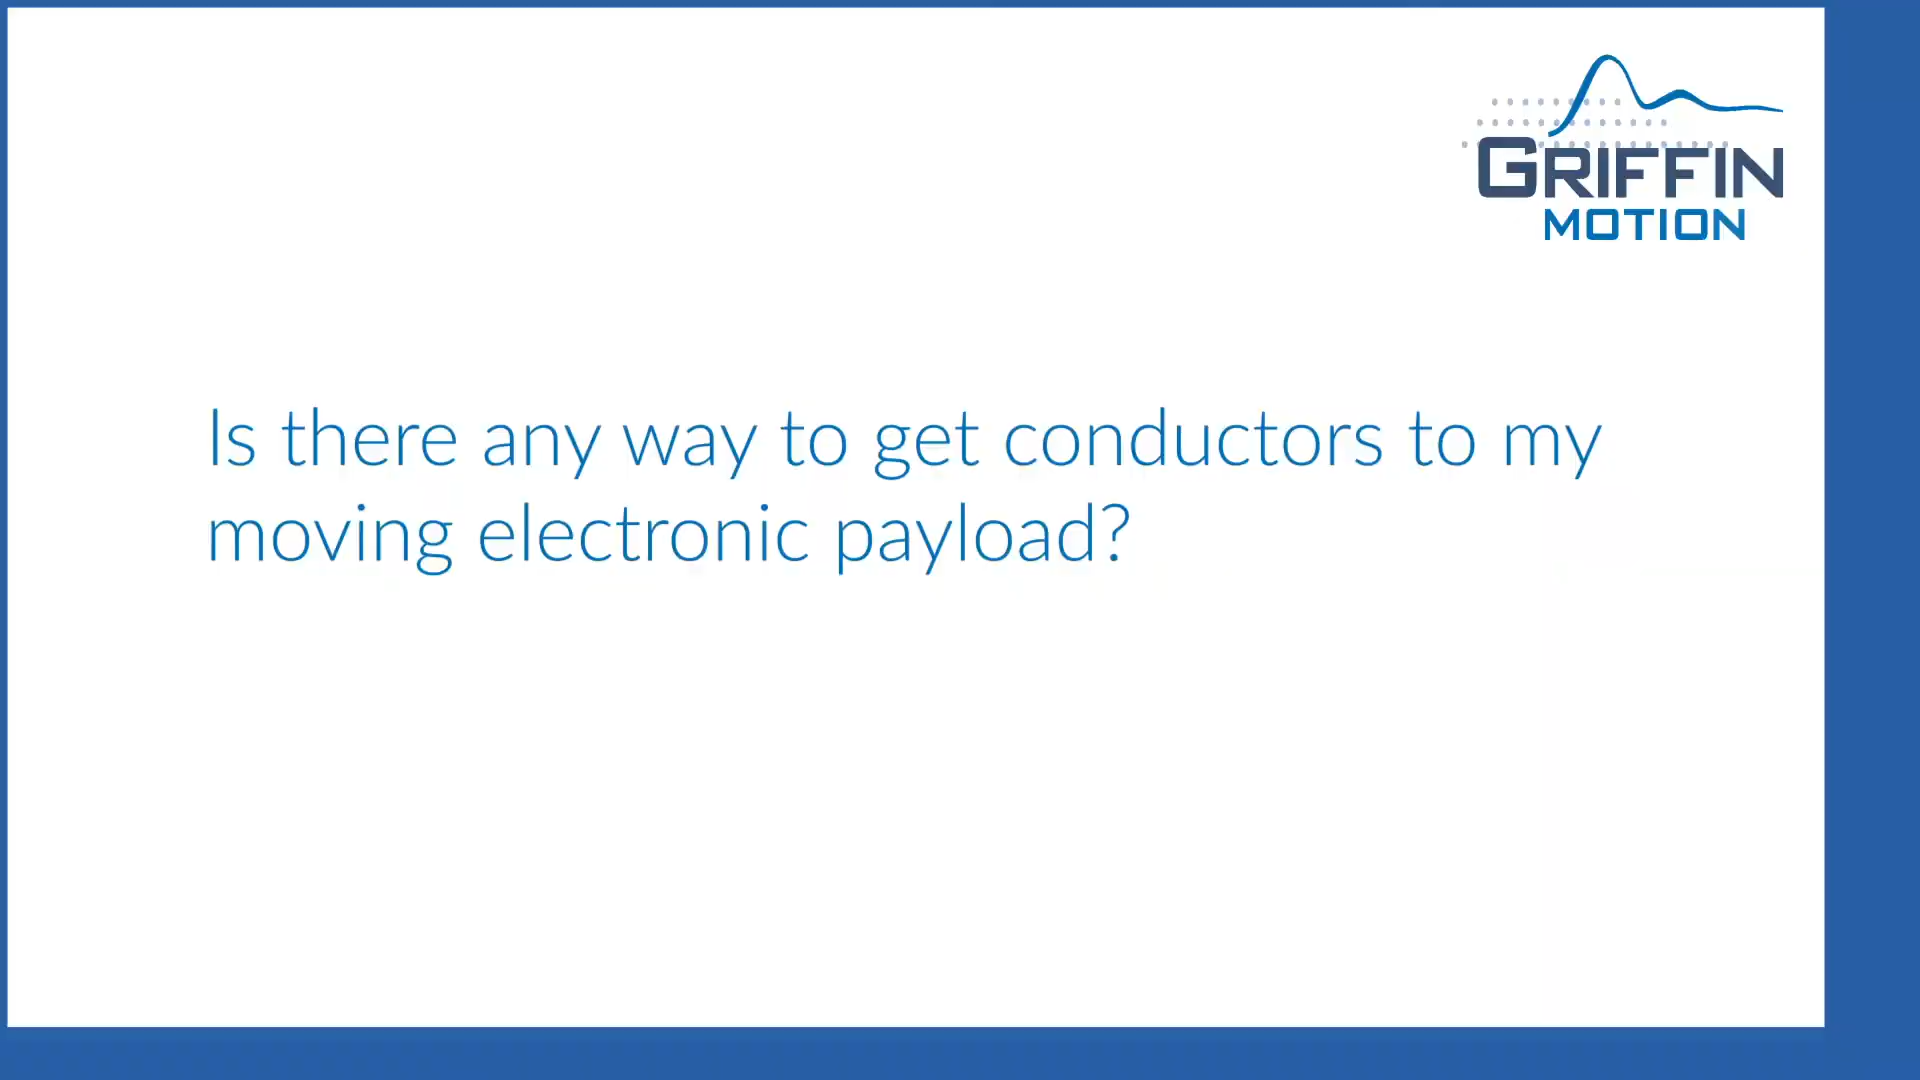 GRIFFIN
MOTION
Is there any way to get conductors to my
moving electronic payload?